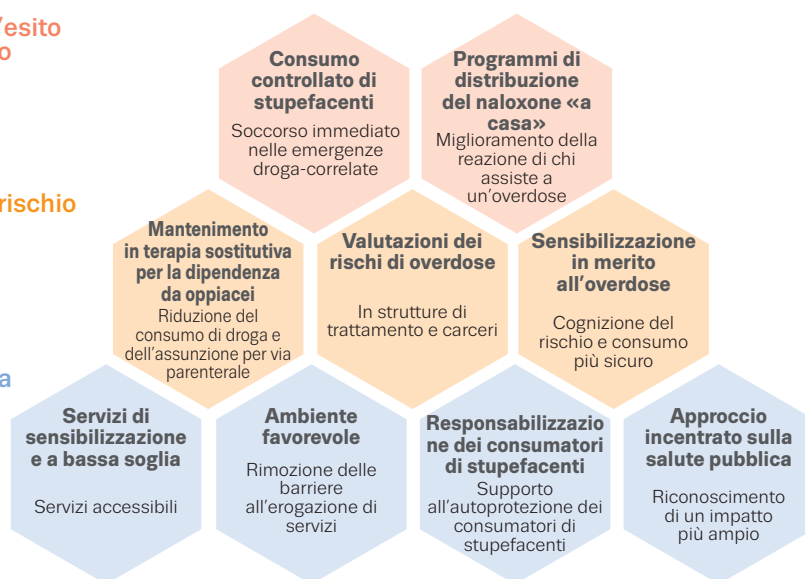 ’esito
o
Consumo
controllato di
stupefacenti
Soccorso immediato
nelle emergenze
droga-correlate
Programmi di
distribuzione
del naloxone «a
casa»
Miglioramento della
reazione di chi
assiste a
un’overdose
rischio
Mantenimento
in terapia sostitutiva
per la dipendenza
da oppiacei
Riduzione del
consumo di droga e
dell’assunzione per via
parenterale
Valutazioni dei
rischi di overdose
In strutture di
trattamento e carceri
Sensibilizzazione
in merito
all’overdose
Cognizione del
rischio e consumo
più sicuro
a
Servizi di
sensibilizzazione
e a bassa soglia
Servizi accessibili
Ambiente
favorevole
Rimozione delle
barriere
all’erogazione di
servizi
Responsabilizzazio
ne dei consumatori
di stupefacenti
Supporto
all’autoprotezione dei
consumatori di
stupefacenti
Approccio
incentrato sulla
salute pubblica
Riconoscimento
di un impatto
più ampio